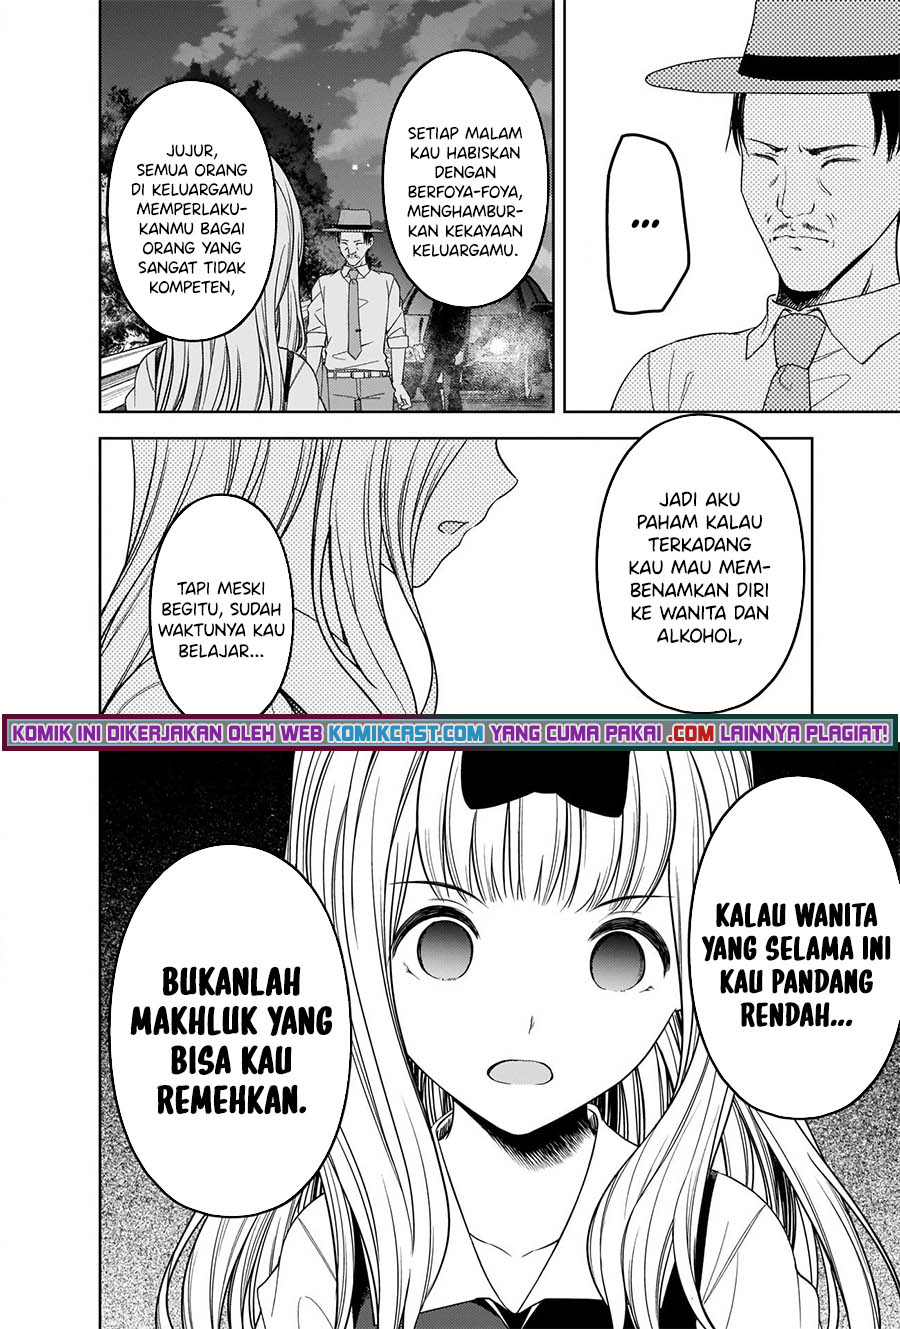 ...
SETIAP MALAM
KAU HABISKAN
DENGAN
BERFOYA-FOYA,
MENGHAMBUR-
KAN KEKAYAAN
KELUARGAMU.
JUJUR,
SEMUA ORANG
DI KELUARGAMU
MEMPERLAKU-
KANMU BAGAI
ORANG YANG
SANGAT TIDAK
KOMPETEN,
JADI AKU
PAHAM KALAU
TERKADANG
KAU MAU MEM-
BENAMKAN DIRI
KE WANITA DAN
ALKOHOL,
TAPI MESKI
BEGITU, SUDAH
WAKTUNYA KAU
BELAJAR...
KOMIK INI DIKERJAKAN OLEH WEB KOMIKCAST.COM YANG CUMA PAKAI .COM LAINNYA PLAGIAT!
KALAU WANITA
YANG SELAMA INI
KAU PANDANG
RENDAH...
BUKANLAH
MAKHLUK YANG
BISA KAU
REMEHKAN.